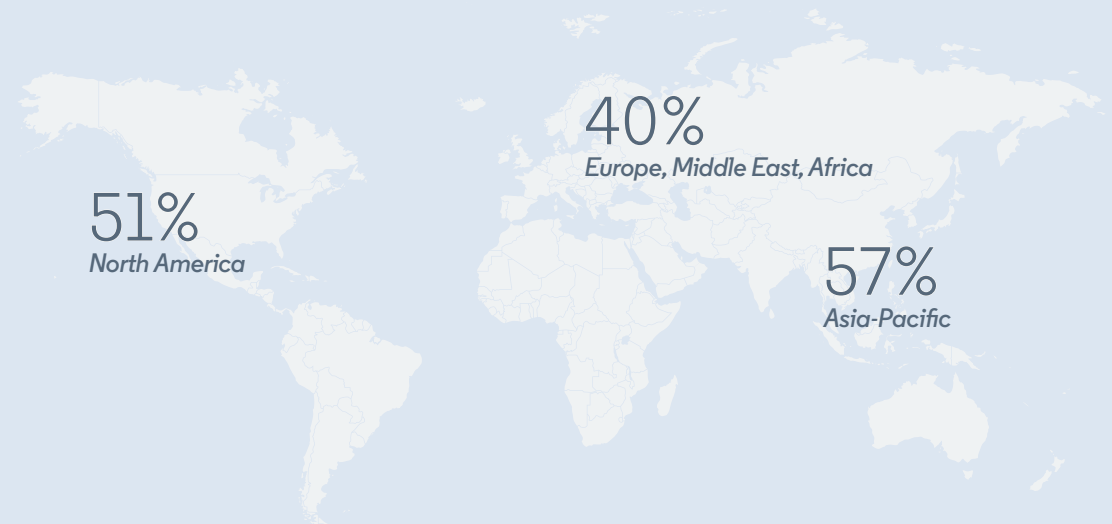 40%
Europe, Middle East, Africa
51%
North America
57%
Asia-Pacific